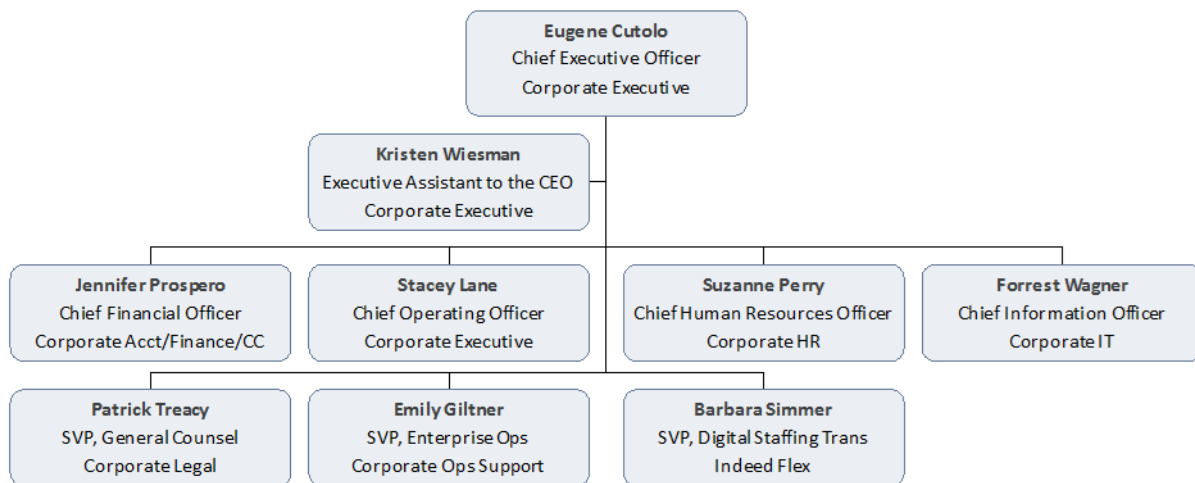 Eugene Cutolo
Chief Executive Officer
Corporate Executive
Kristen Wiesman
Executive Assistant to the CEO
Corporate Executive
Jennifer Prospero
Chief Financial Officer
Corporate Acct/Finance/CC
Stacey Lane
Chief Operating Officer
Corporate Executive
Suzanne Perry
Chief Human Resources Officer
Corporate HR
Forrest Wagner
Chief Information Officer
Corporate IT
Patrick Treacy
SVP, General Counsel
Corporate Legal
Emily Giltner
SVP, Enterprise Ops
Corporate Ops Support
Barbara Simmer
SVP, Digital Staffing Trans
Indeed Flex